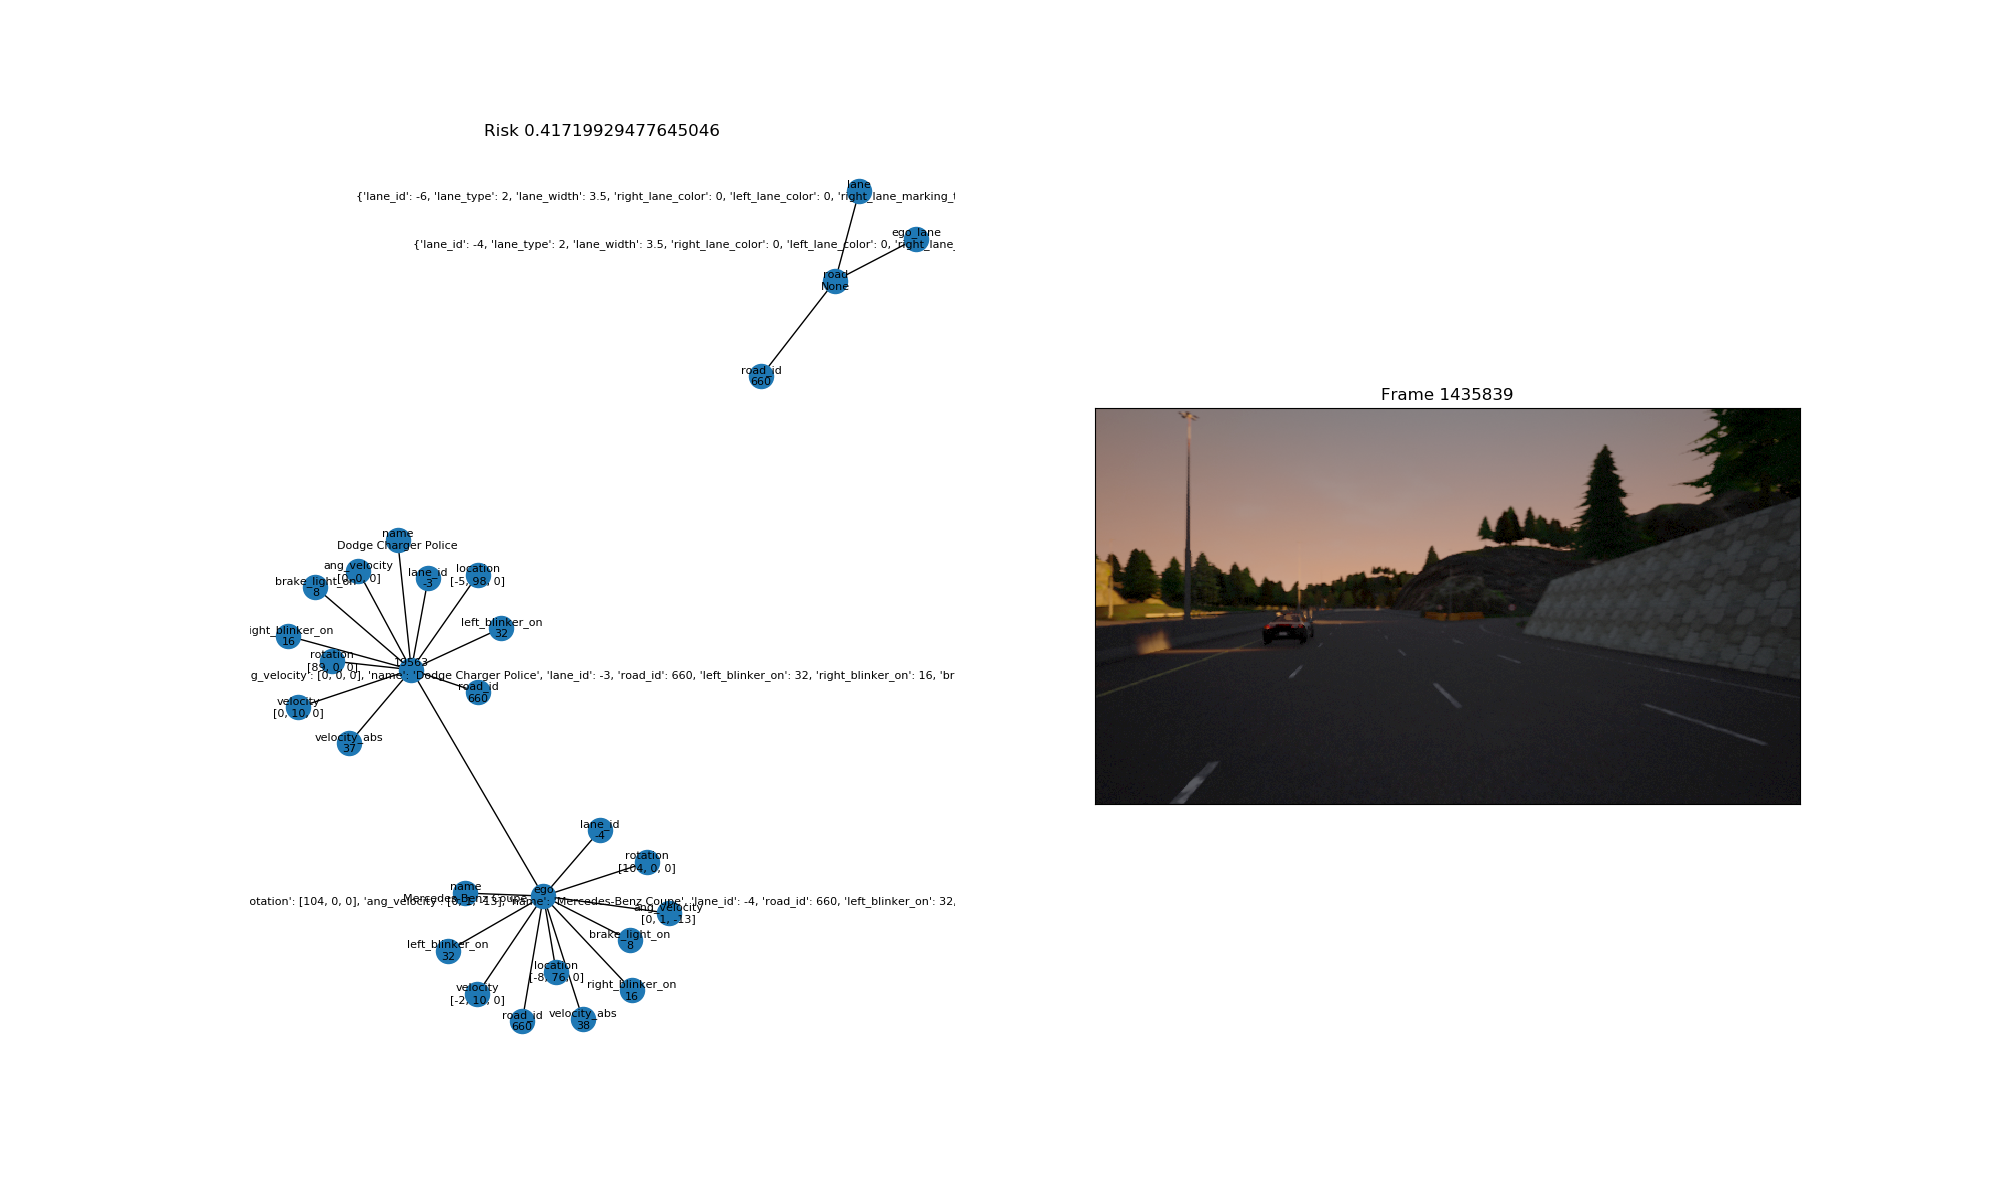 Risk 0.41719929477645046
lane
{'lane_id': -6, 'lane_type': 2, 'lane_width': 3.5, 'right_lane_color': 0, 'left_lane_color': 0, 'right_lane_marking_t
ego_lane
{'lane_id': -4, 'lane_type': 2, 'lane_width': 3.5, 'right_lane_color': 0, 'left_lane_color': 0, 'right_lane_
road
None
road_id
660
Frame 1435839
name
Dodge Charger Police
ang_velocity
[0, 0, 0]
lane_id
-3
location
[-5, 98, 0]
brake_light_on
8
left_blinker_on
32
ight_blinker_on
16
rotation
[89, 0, 0]
19563
g_velocity': [0, 0, 0], 'name': 'Dodge Charger Police', 'lane_id': -3, 'road_id': 660, 'left_blinker_on': 32, 'right_blinker_on': 16, 'br
road_id
660
velocity
[0, 10, 0]
velocity_abs
37
lane_id
-4
rotation
[104, 0, 0]
name
Mercedes-Benz Coupe
ego
otation': [104, 0, 0], 'ang_velocity': [0, 1, -13], 'name': 'Mercedes-Benz Coupe', 'lane_id': -4, 'road_id': 660, 'left_blinker_on': 32,
ang_velocity
[0, 1, -13]
brake_light_on
8
left_blinker_on
32
location
[-8, 76, 0]
right_blinker_on
16
velocity
[-2, 10, 0]
road_id
660
velocity_abs
38